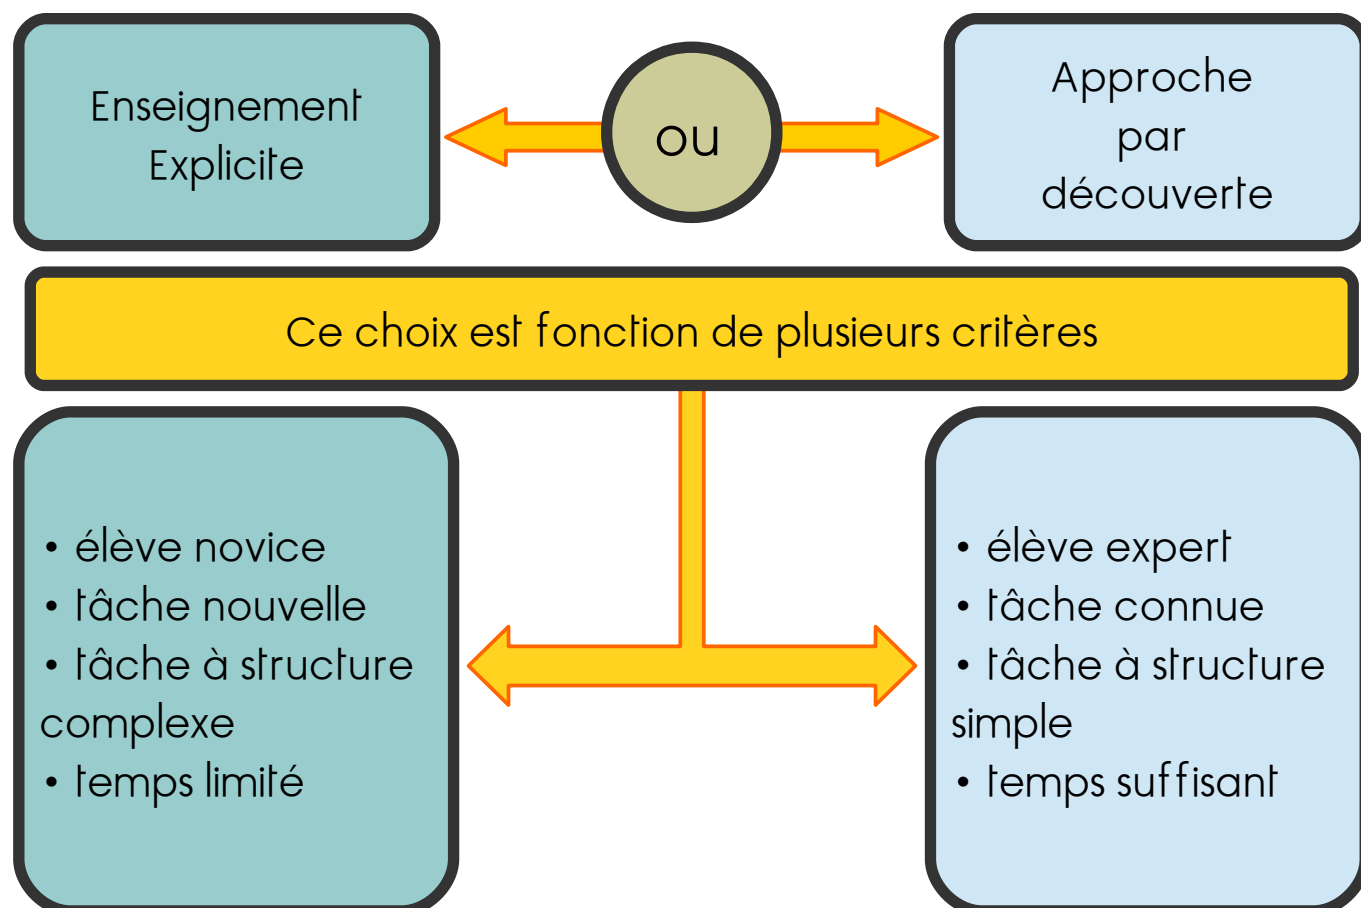 Enseignement
Explicite
ou
Approche
par
découverte
Ce choix est fonction de plusieurs critères
• élève novice
• tâche nouvelle
• tâche à structure
complexe
• temps limité
• élève expert
• tâche connue
• tâche à structure
simple
• temps suffisant